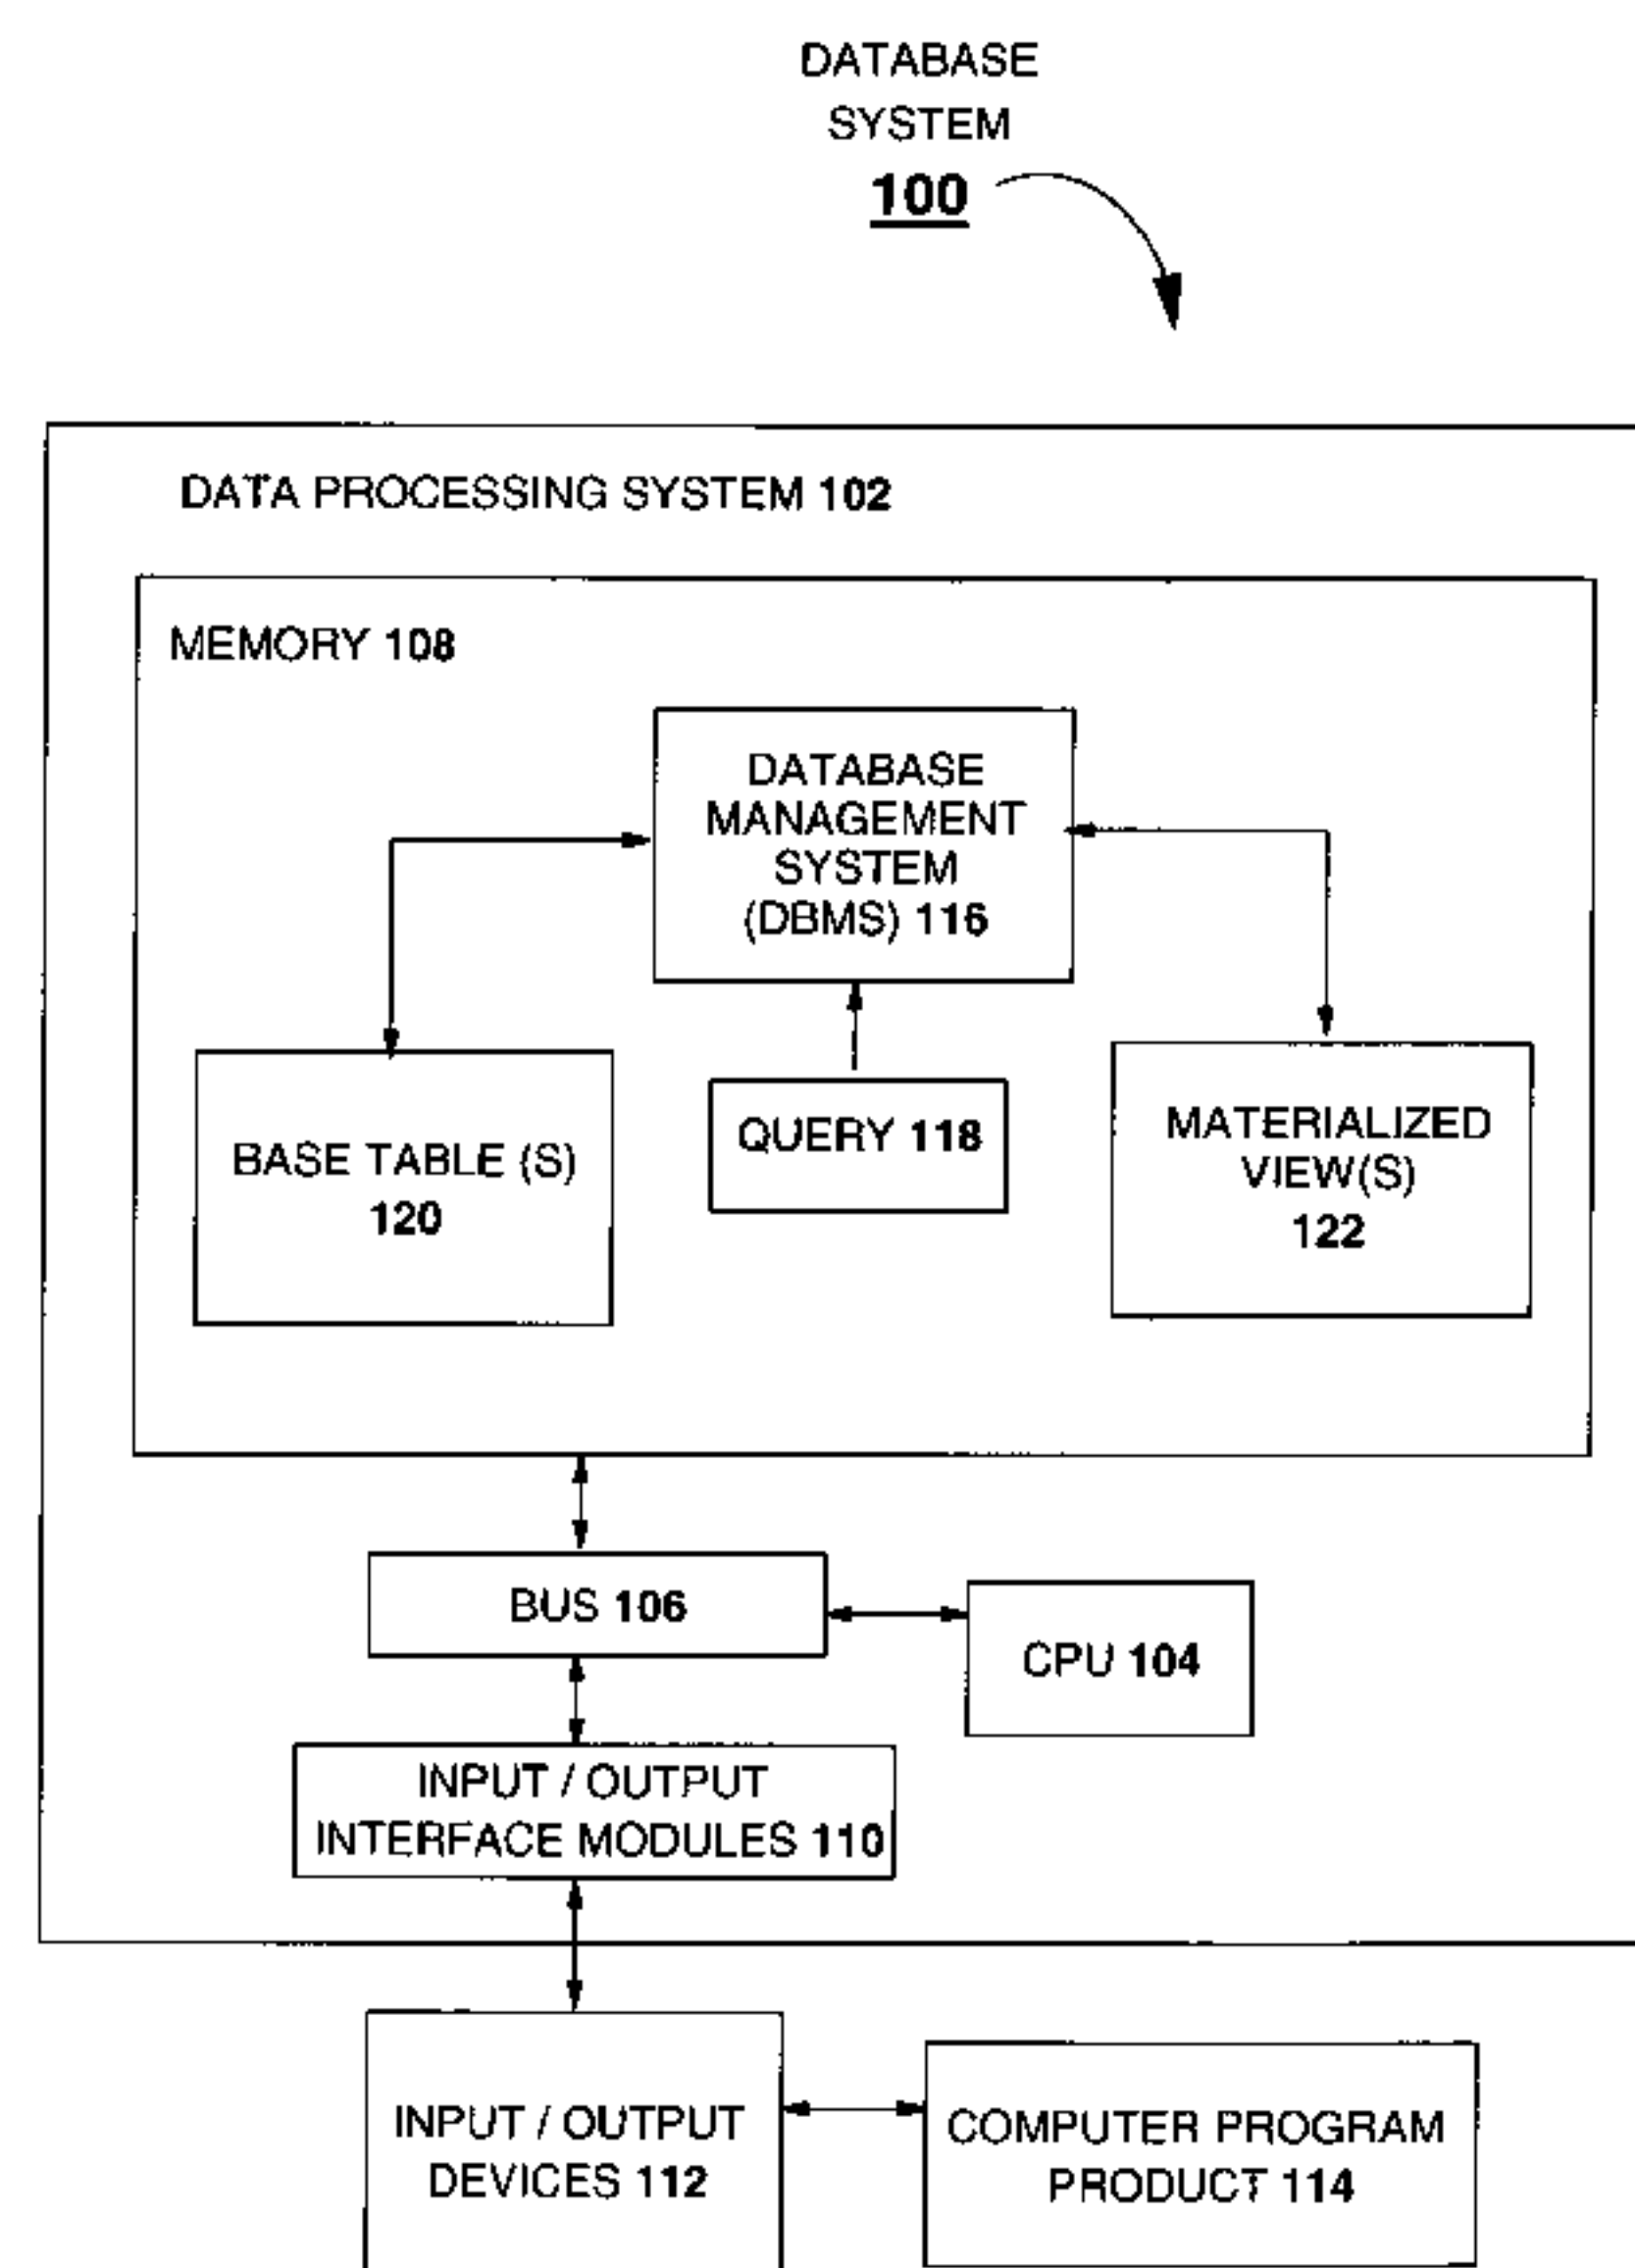 DATABASE
SYSTEM
100
DATA PROCESSING SYSTEM 102
MEMORY 108
DATABASE
MANAGEMENT
SYSTEM
(DBMS) 116
BASE TABLE (S)
120
QUERY 118
MATERIALIZED
VIEW(S)
122
BUS 106
CPU 104
INPUT / OUTPUT
INTERFACE MODULES 110
INPUT / OUTPUT
DEVICES 112
COMPUTER PROGRAM
PRODUCT 114